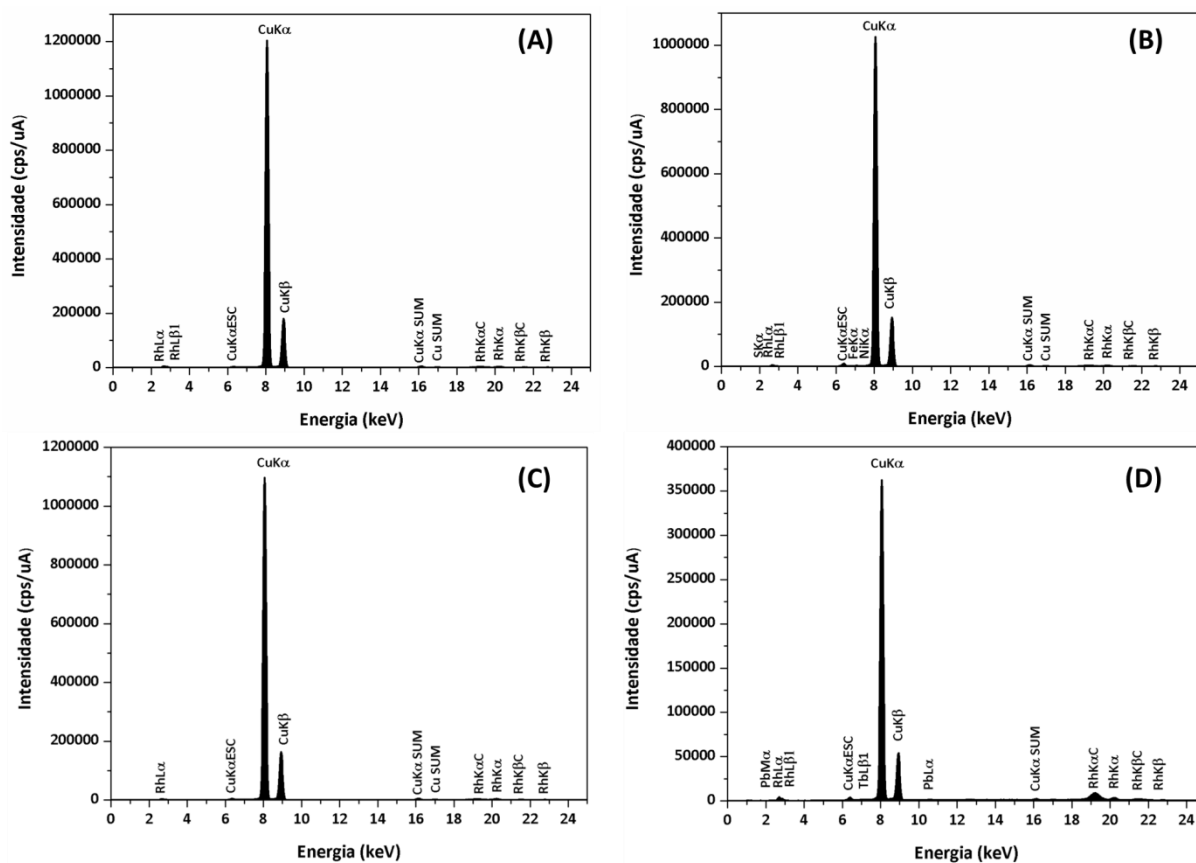 (A)
Intensidade (cps/uA)
1200000
1000000
800000
600000
400000
200000
0
CuKα
CuKβ
RhLα
RhLβ1
CuKαESC
CuKα SUM
Cu SUM
RhKαC
RhKα
RhKβC
RhKβ
0 2 4 6 8 10 12 14 16 18 20 22 24
Energia (keV)
(B)
Intensidade (cps/uA)
1000000
800000
600000
400000
200000
0
CuKα
CuKβ
SKα
RhLα
RhLβ1
CuKαESC
FeKα
NiKα
CuKα SUM
Cu SUM
RhKαC
RhKα
RhKβC
RhKβ
0 2 4 6 8 10 12 14 16 18 20 22 24
Energia (keV)
(C)
Intensidade (cps/uA)
1200000
1000000
800000
600000
400000
200000
0
CuKα
CuKβ
RhLα
CuKαESC
CuKα SUM
Cu SUM
RhKαC
RhKα
RhKβC
RhKβ
0 2 4 6 8 10 12 14 16 18 20 22 24
Energia (keV)
(D)
Intensidade (cps/uA)
400000
350000
300000
250000
200000
150000
100000
50000
0
CuKα
CuKβ
PbMα
RhLα
RhLβ1
CuKαESC
TbLβ1
PbLα
CuKα SUM
RhKαC
RhKα
RhKβC
RhKβ
0 2 4 6 8 10 12 14 16 18 20 22 24
Energia (keV)